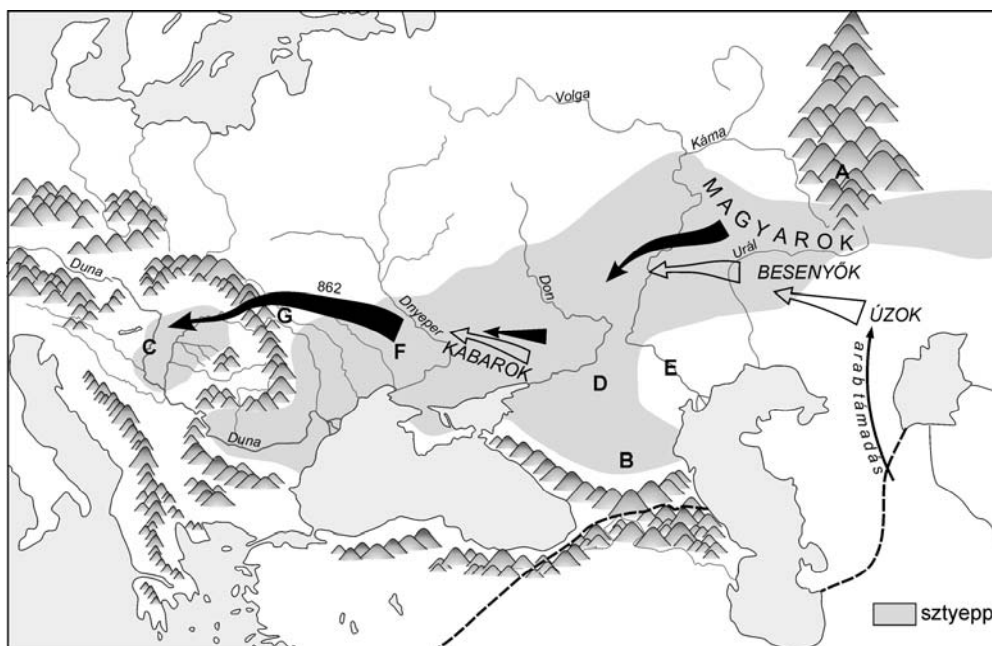 Volga
Káma
A
MAGYAROK
Urál
BESENYŐK
ÚZOK
arab támadás
Duna
862
Dnyeper
Don
G
C
F
KABAROK
D
E
Duna
B
sztyepp